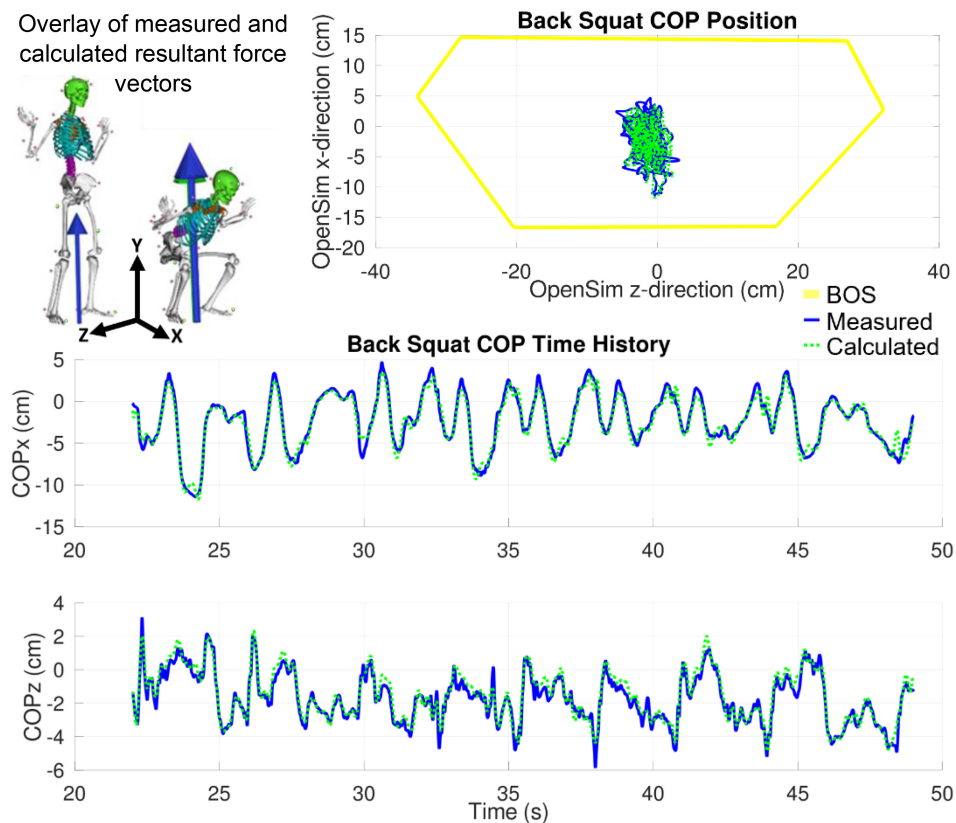 Overlay of measured and
calculated resultant force
vectors
Y
Z
X
Back Squat COP Position
OpenSim x-direction (cm)
15
10
5
0
-5
-10
-15
-20
-40
-20
0
20
40
OpenSim z-direction (cm)
BOS
Measured
Calculated
Back Squat COP Time History
COPx (cm)
5
0
-5
-10
-15
20
25
30
35
40
45
50
COPz (cm)
4
2
0
-2
-4
-6
20
25
30
35
40
45
50
Time (s)